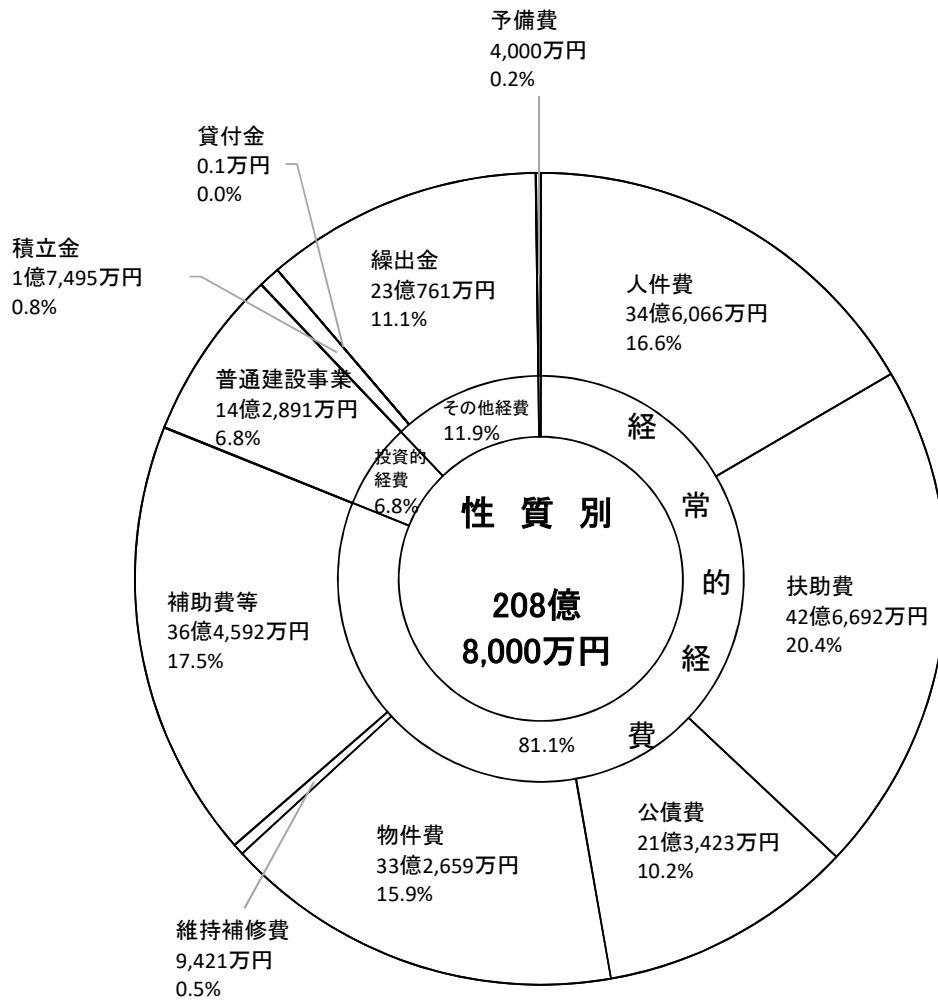 予備費
4,000万円
0.2%
貸付金
0.1万円
0.0%
積立金
1億7,495万円
0.8%
繰出金
23億761万円
11.1%
人件費
34億6,066万円
16.6%
普通建設事業
14億2,891万円
6.8%
その他経費
11.9%
投資的
経費
6.8%
経常的経費
81.1%
性質別
208億
8,000万円
扶助費
42億6,692万円
20.4%
補助費等
36億4,592万円
17.5%
公債費
21億3,423万円
10.2%
物件費
33億2,659万円
15.9%
維持補修費
9,421万円
0.5%